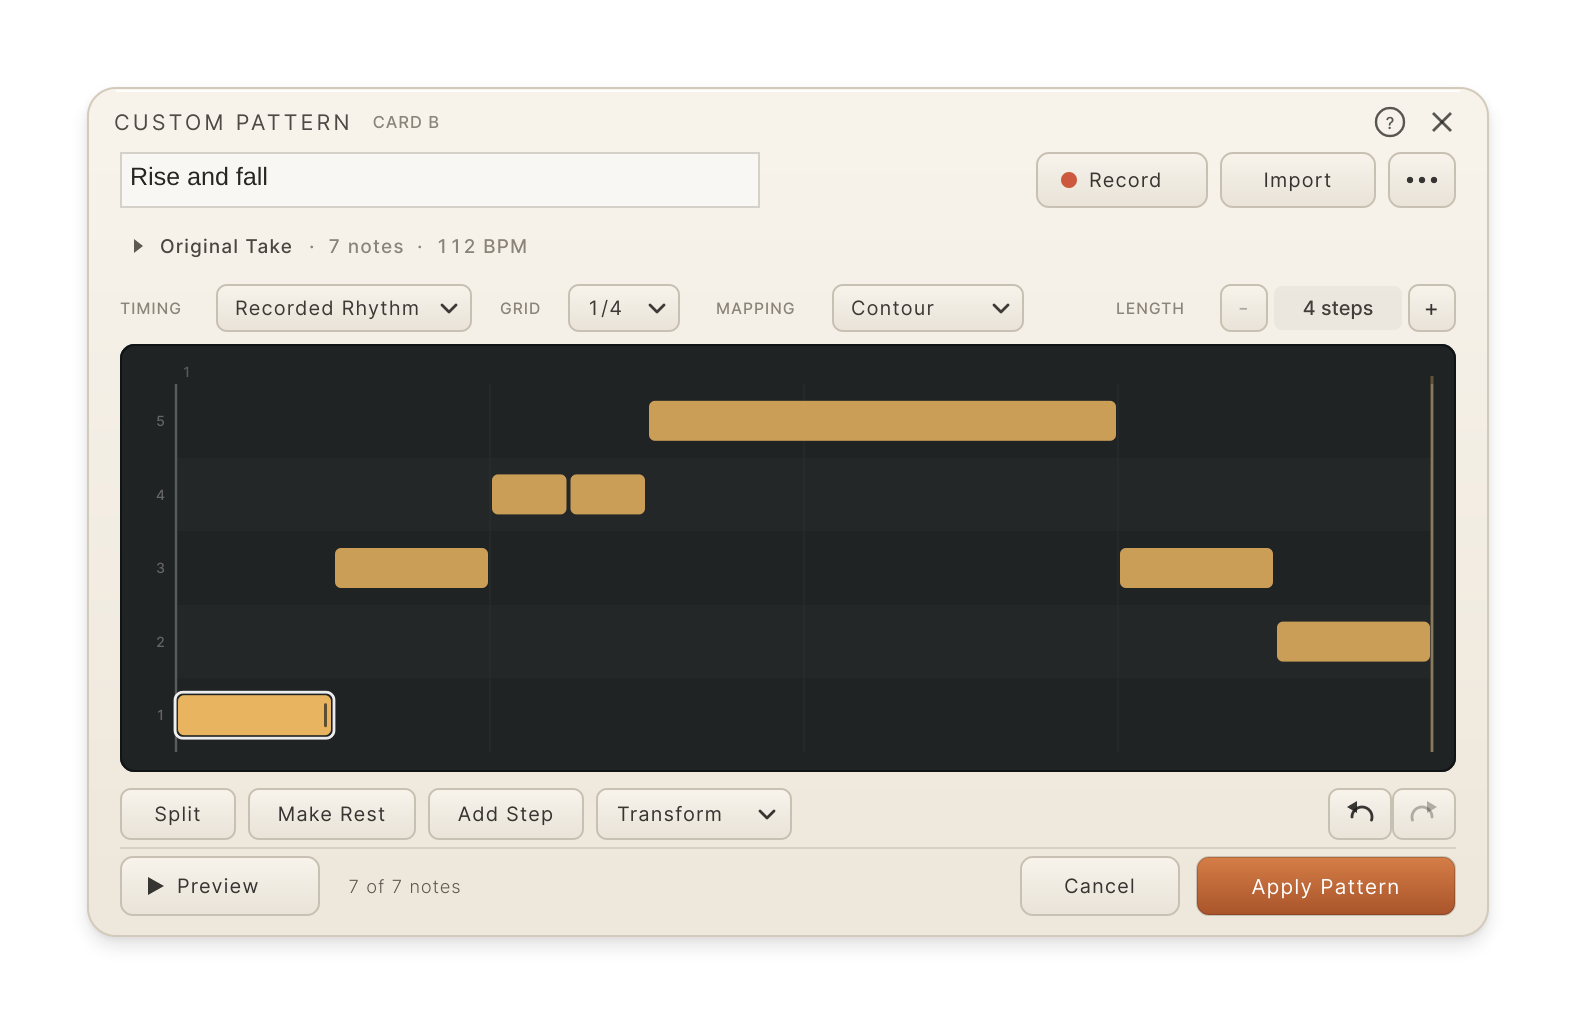 CUSTOM PATTERN CARD B ?
Rise and fall Record Import
Original Take · 7 notes · 112 BPM
TIMING Recorded Rhythm GRID 1/4 MAPPING Contour LENGTH - 4 steps +
1
5
4
3
2
1
Split Make Rest Add Step Transform
Preview 7 of 7 notes Cancel Apply Pattern